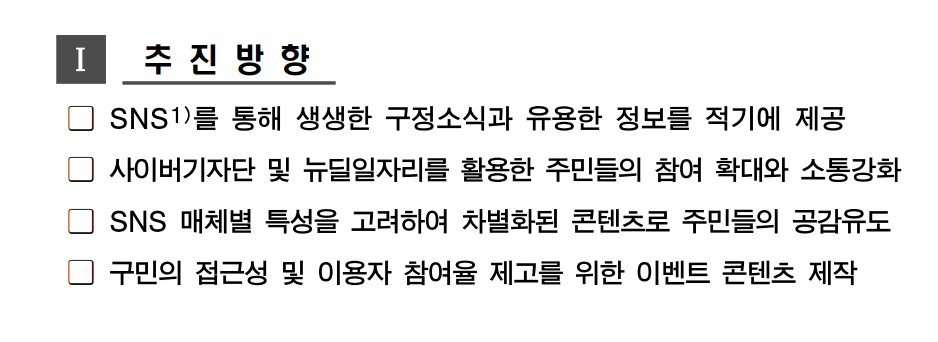 I 추 진 방 향
□ SNS1)를 통해 생생한 구정소식과 유용한 정보를 적기에 제공
□ 사이버기자단 및 뉴딜일자리를 활용한 주민들의 참여 확대와 소통강화
□ SNS 매체별 특성을 고려하여 차별화된 콘텐츠로 주민들의 공감유도
□ 구민의 접근성 및 이용자 참여율 제고를 위한 이벤트 콘텐츠 제작